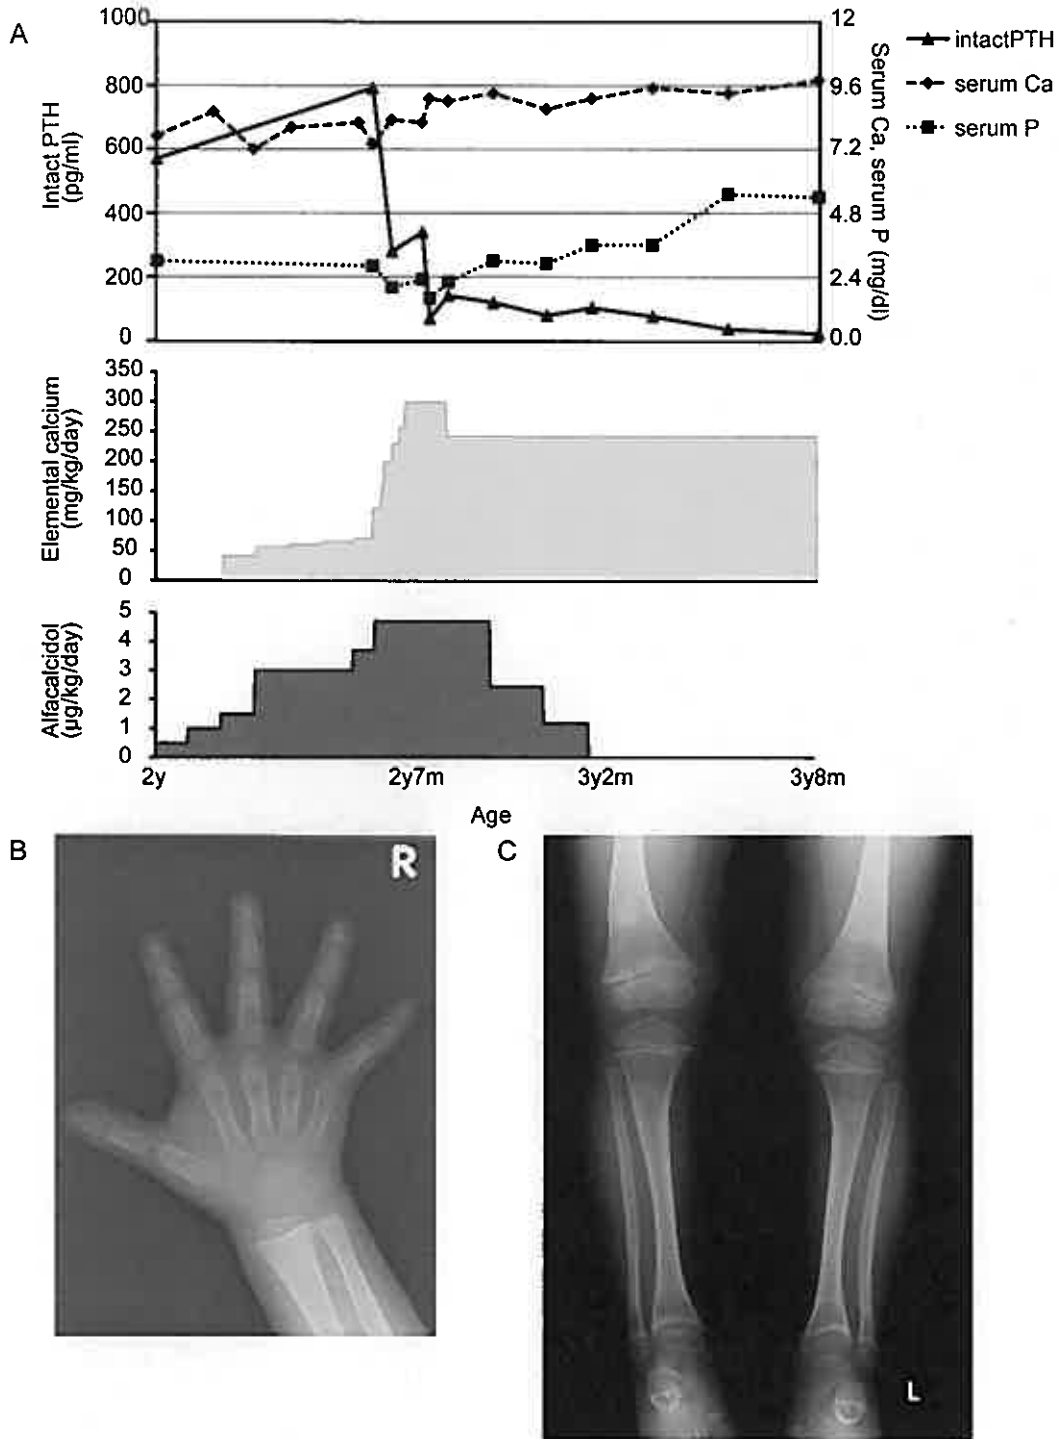 A
1000
800
600
400
200
0
Intact PTH
(pg/ml)
12
9.6
7.2
4.8
2.4
0.0
Serum Ca, serum P (mg/dl)
intactPTH
serum Ca
serum P
350
300
250
200
150
100
50
0
Elemental calcium
(mg/kg/day)
5
4
3
2
1
0
Alfacalcidol
(µg/kg/day)
2y 2y7m 3y2m 3y8m
Age
B
R
C
L